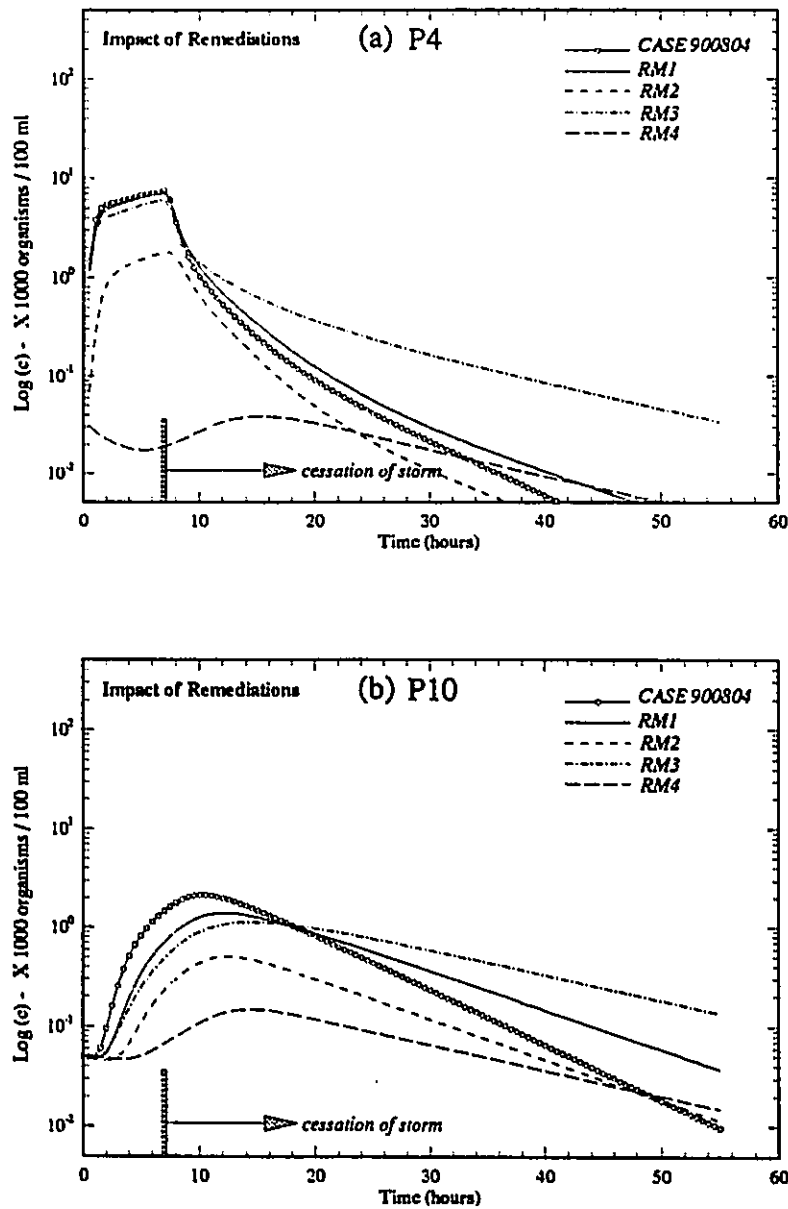 Impact of Remediations
(a) P4
CASE 900804
RM1
RM2
RM3
RM4
Log (c) - X 1000 organisms / 100 ml
10²
10¹
10⁰
10⁻¹
10⁻²
cessation of storm
0 10 20 30 40 50 60
Time (hours)
Impact of Remediations
(b) P10
CASE 900804
RM1
RM2
RM3
RM4
Log (c) - X 1000 organisms / 100 ml
10²
10¹
10⁰
10⁻¹
10⁻²
cessation of storm
0 10 20 30 40 50 60
Time (hours)